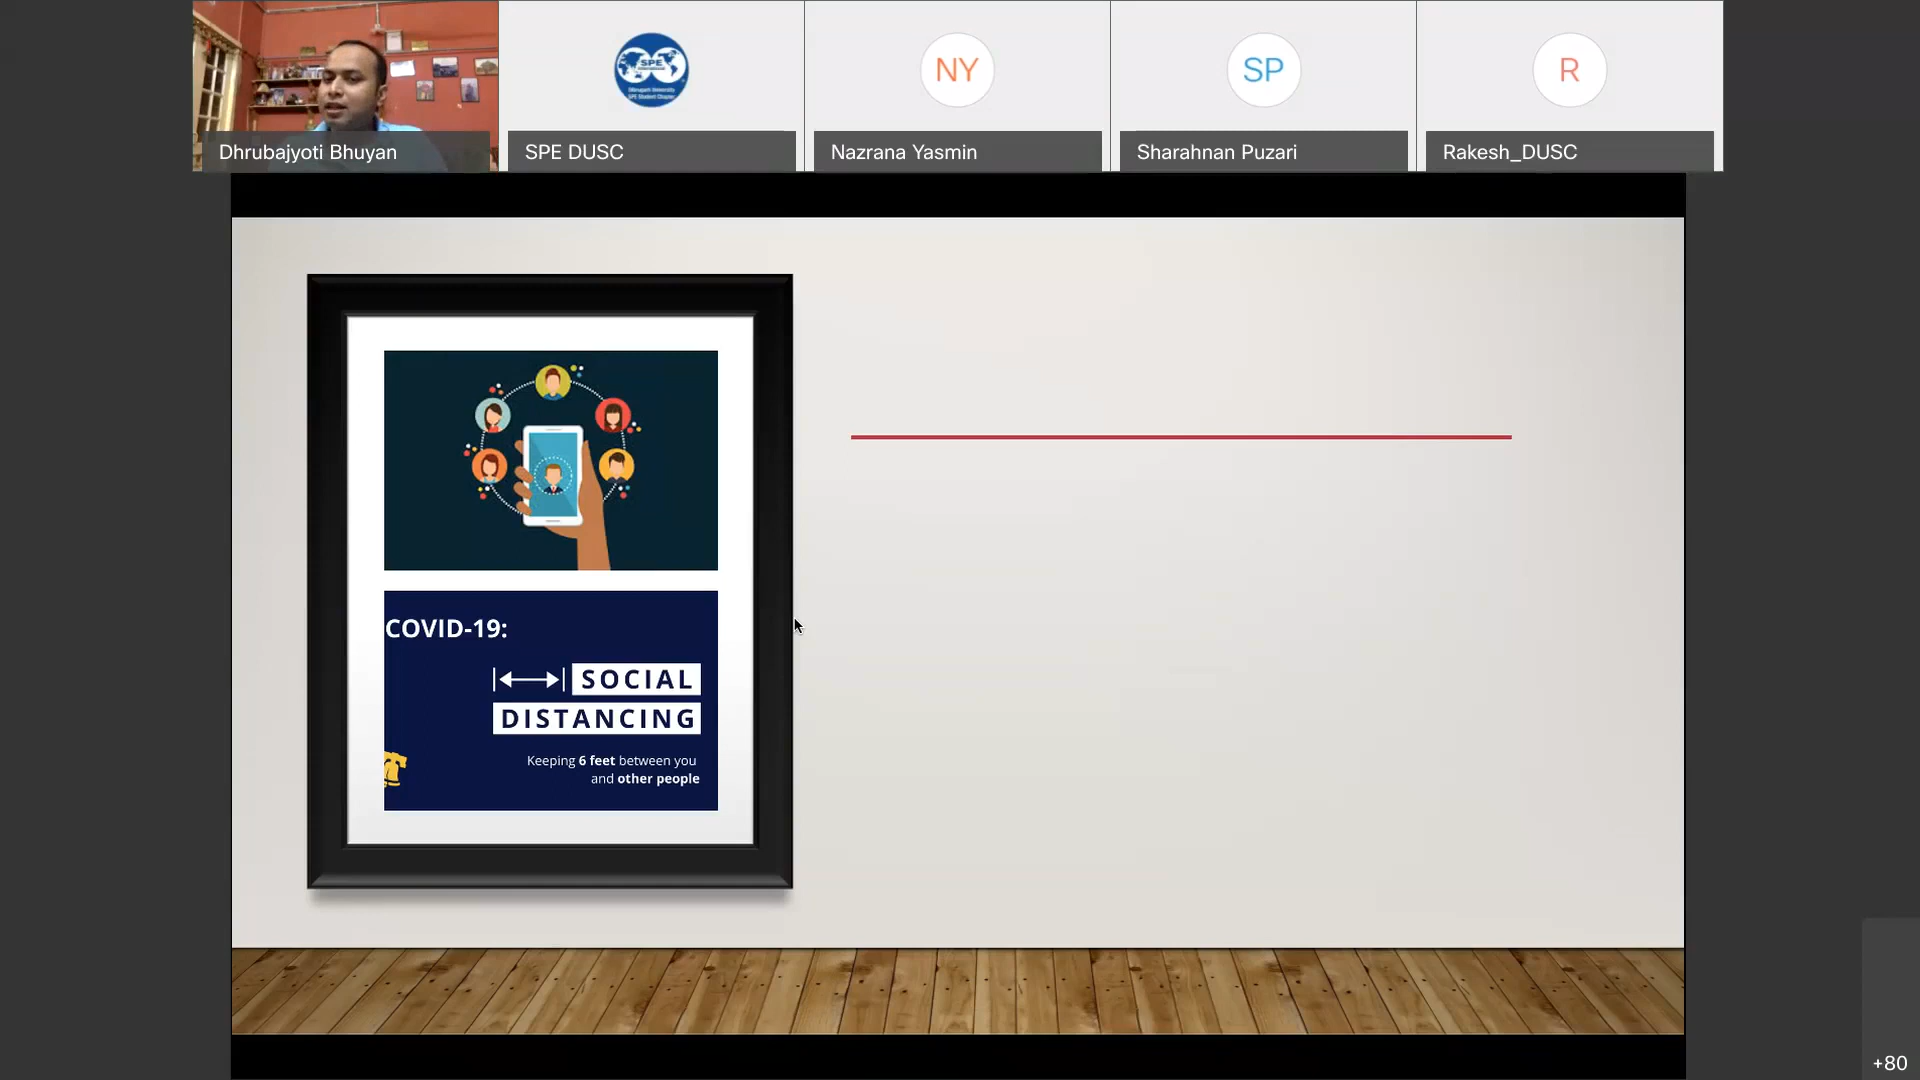 SPE
NY
SP
R
Dhrubajyoti Bhuyan
SPE DUSC
Nazrana Yasmin
Sharahnan Puzari
Rakesh_DUSC
COVID-19:
SOCIAL
DISTANCING
Keeping 6 feet between you
and other people
+80